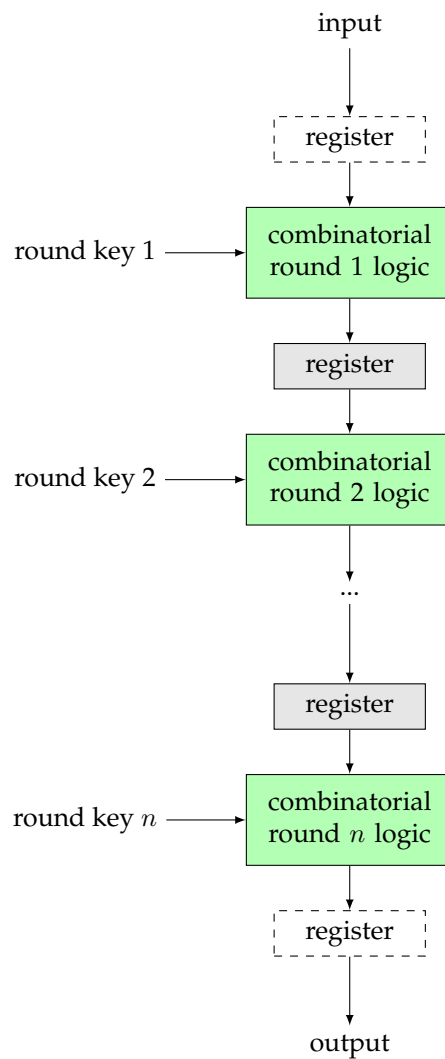 input
register
round key 1
combinatorial
round 1 logic
register
round key 2
combinatorial
round 2 logic
...
register
round key n
combinatorial
round n logic
register
output